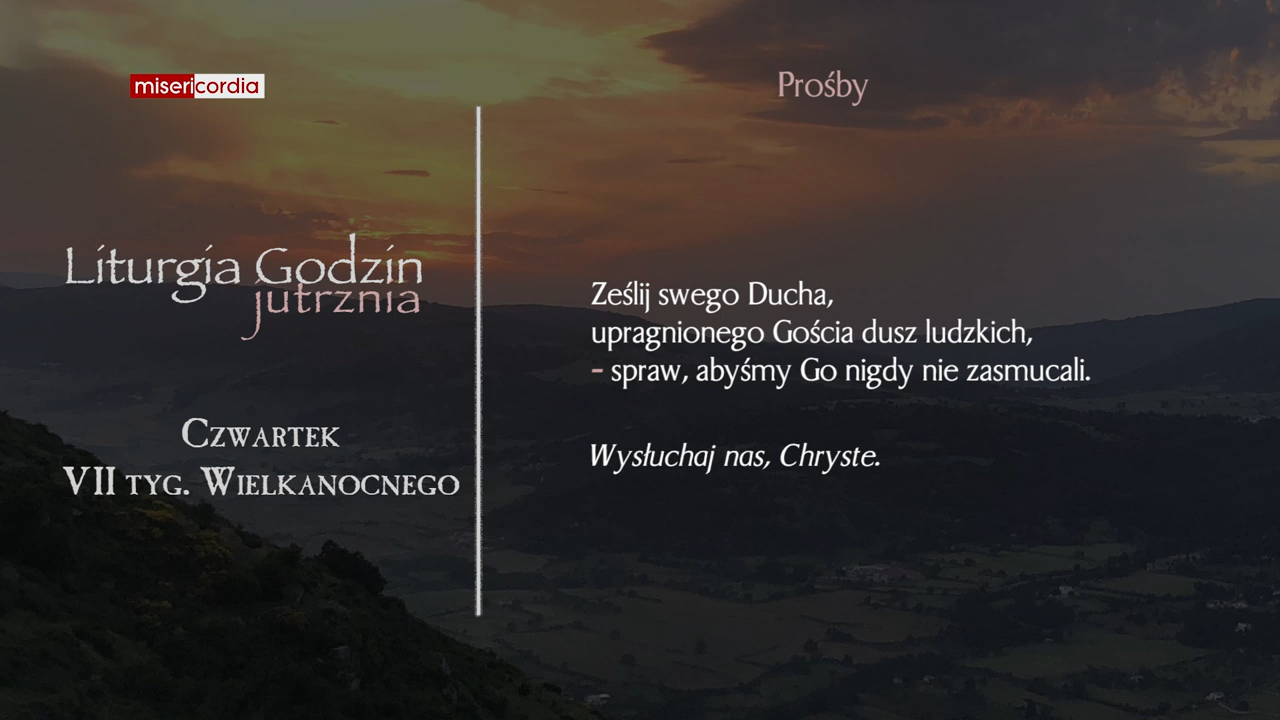 misericordia
Liturgia Godzin
jutrznia
Czwartek
VII tyg. Wielkanocnego
Prośby
Ześlij swego Ducha,
upragnionego Gościa dusz ludzkich,
- spraw, abyśmy Go nigdy nie zasmucali.
Wysłuchaj nas, Chryste.